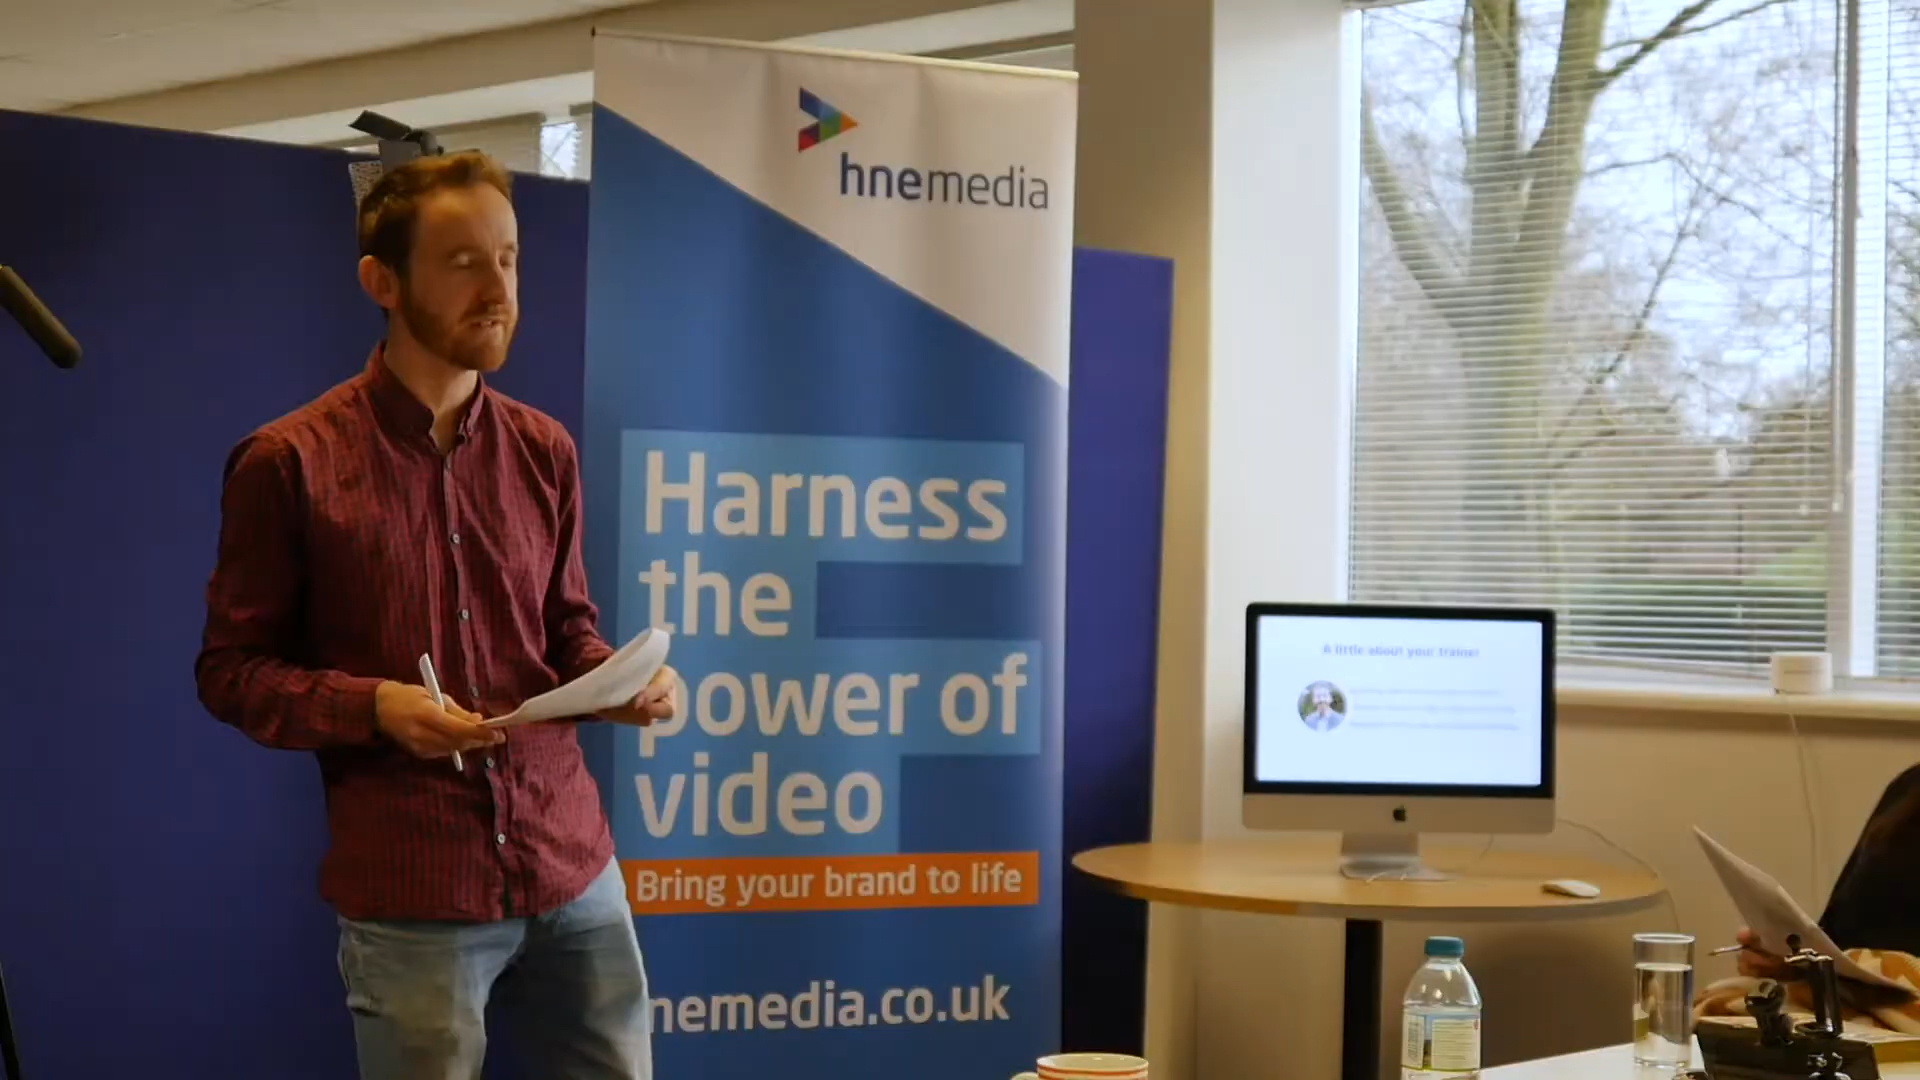 hnemedia
Harness
the
power of
video
Bring your brand to life
nemedia.co.uk
A little about your trainer